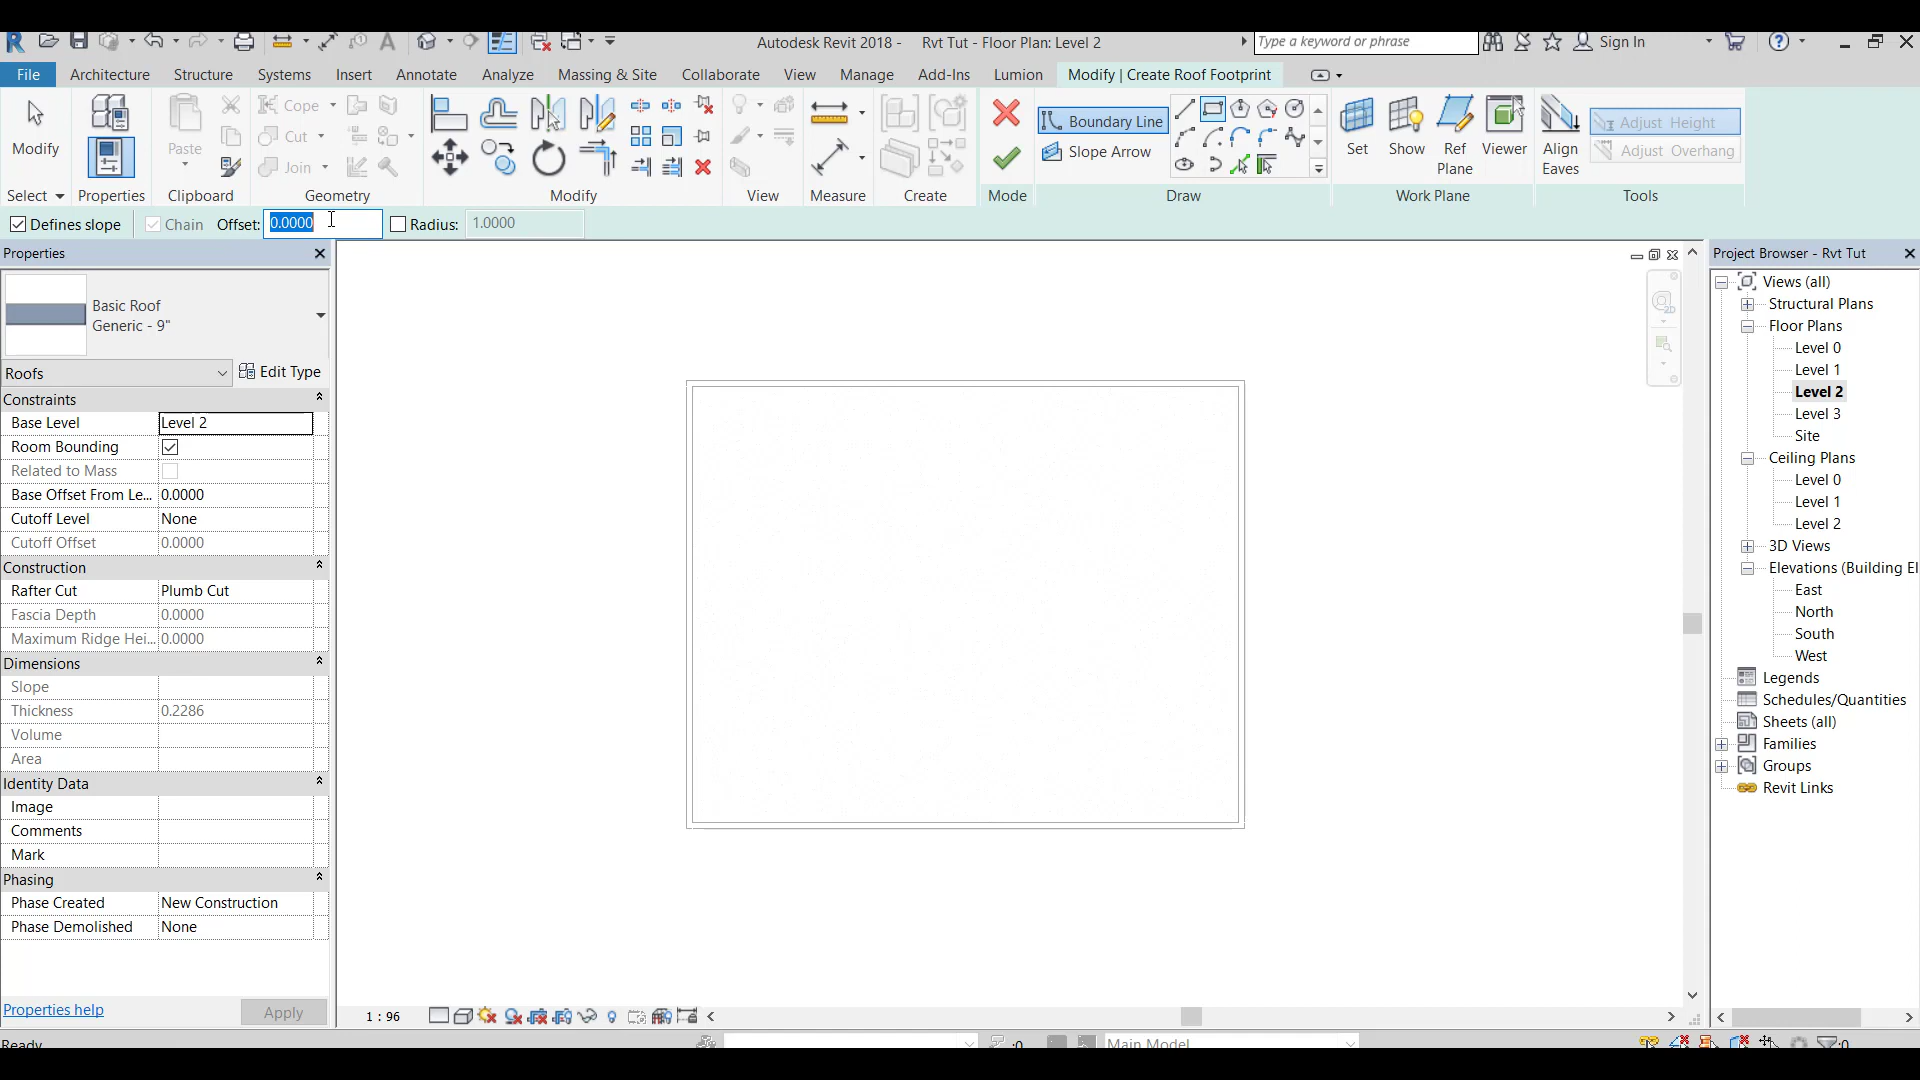 Autodesk Revit 2018 -
Rvt Tut - Floor Plan: Level 2
Type a keyword or phrase
Sign In
File
Architecture
Structure
Systems
Insert
Annotate
Analyze
Massing & Site
Collaborate
View
Manage
Add-Ins
Lumion
Modify | Create Roof Footprint
Modify
Paste
Cope
Cut
Join
Boundary Line
Slope Arrow
Set
Show
Ref
Plane
Viewer
Align
Eaves
Adjust Height
Adjust Overhang
Select
Properties
Clipboard
Geometry
Modify
View
Measure
Create
Mode
Draw
Work Plane
Tools
Defines slope
Chain
Offset:
0.0000
Radius:
1.0000
Properties
Basic Roof
Generic - 9"
Roofs
Edit Type
Constraints
Base Level
Level 2
Room Bounding
Related to Mass
Base Offset From Le...
0.0000
Cutoff Level
None
Cutoff Offset
0.0000
Construction
Rafter Cut
Plumb Cut
Fascia Depth
0.0000
Maximum Ridge Hei...
0.0000
Dimensions
Slope
Thickness
0.2286
Volume
Area
Identity Data
Image
Comments
Mark
Phasing
Phase Created
New Construction
Phase Demolished
None
Properties help
Apply
1 : 96
Project Browser - Rvt Tut
Views (all)
Structural Plans
Floor Plans
Level 0
Level 1
Level 2
Level 3
Site
Ceiling Plans
Level 0
Level 1
Level 2
3D Views
Elevations (Building El
East
North
South
West
Legends
Schedules/Quantities
Sheets (all)
Families
Groups
Revit Links
Ready
:0
Main Model
:0